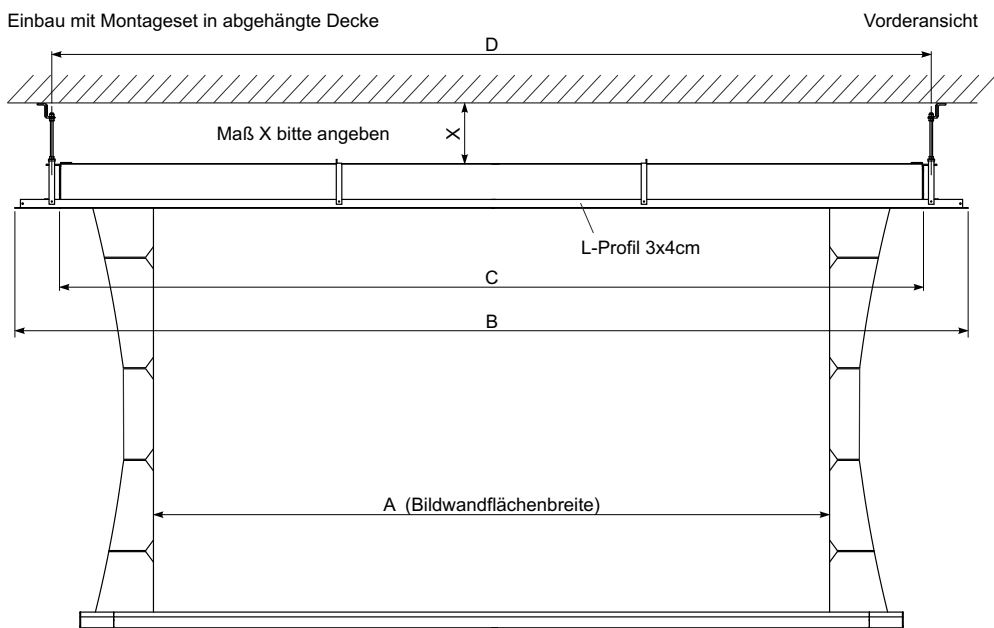 Einbau mit Montageset in abgehängte Decke
Vorderansicht
D
Maß X bitte angeben
X
L-Profil 3x4cm
C
B
A (Bildwandflächenbreite)